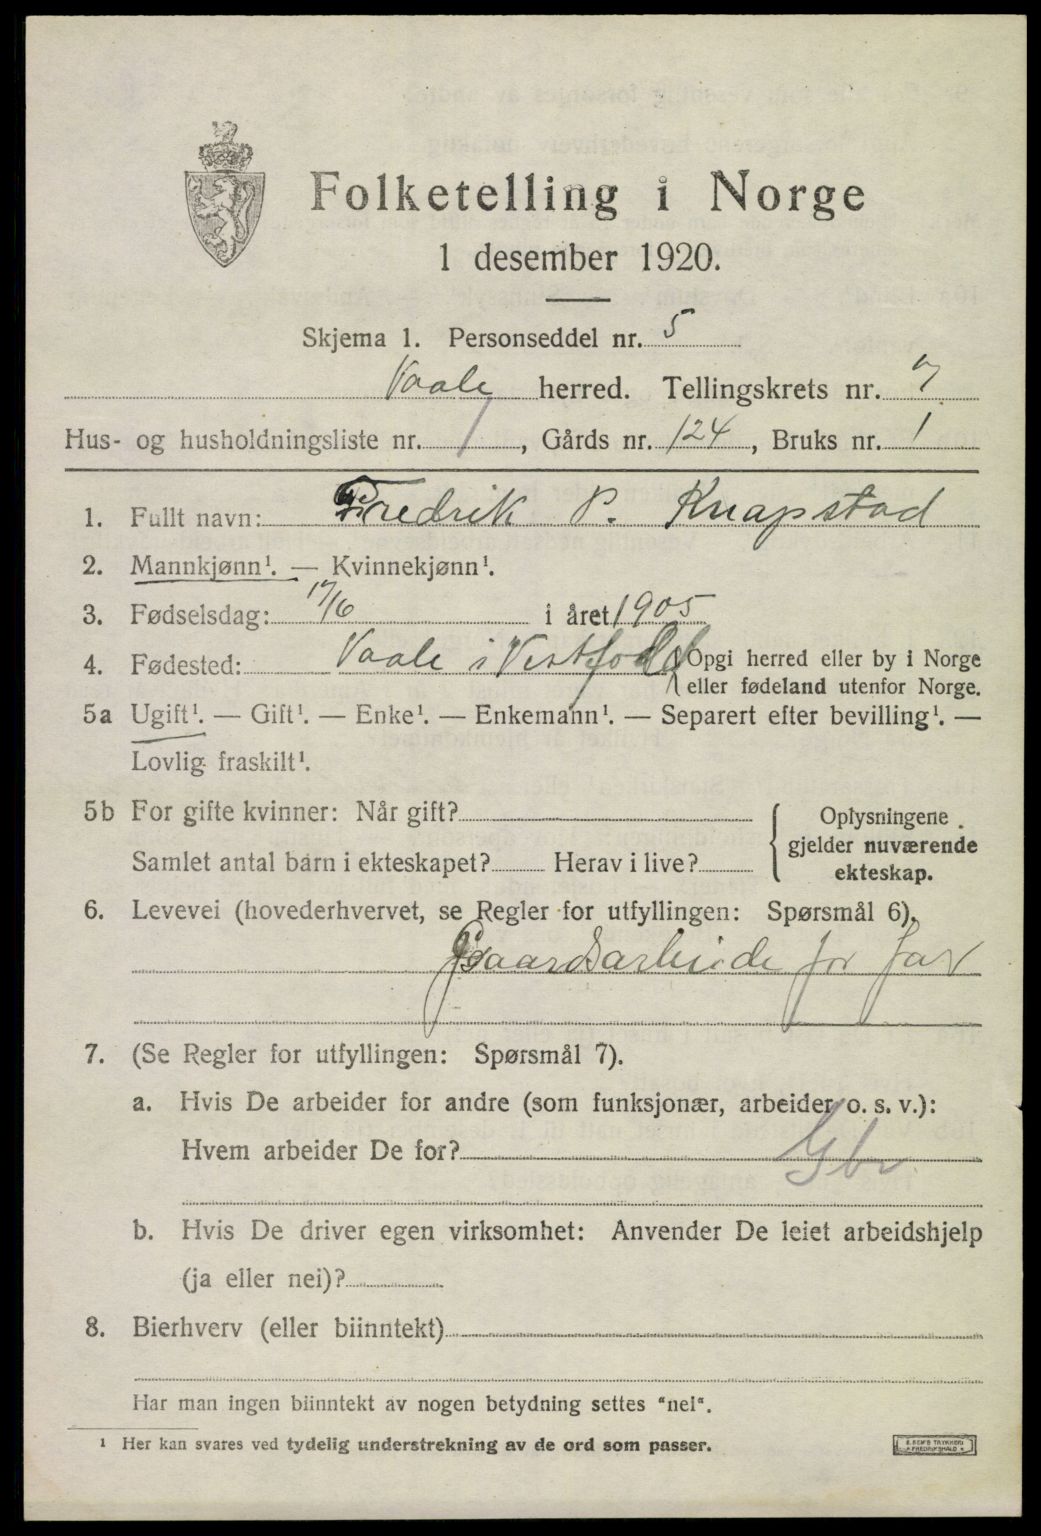 Folketelling i Norge
1 desember 1920.
Skjema 1. Personseddel nr. 5
Vaale herred. Tellingskrets nr. 7
Hus- og husholdningsliste nr. 1, Gårds nr. 124, Bruks nr. 1
1. Fullt navn: Fredrik P. Knapstad
2. Mannkjønn¹. — Kvinnekjønn¹.
3. Fødselsdag: 17/6 i året 1905
4. Fødested: Vaale i Vestfold { Opgi herred eller by i Norge
eller fødeland utenfor Norge.
5a Ugift¹. — Gift¹. — Enke¹. — Enkemann¹. — Separert efter bevilling¹. —
Lovlig fraskilt¹.
5b For gifte kvinner: Når gift?
Samlet antal barn i ekteskapet? Herav i live?
{ Oplysningene
gjelder nuværende
ekteskap.
6. Levevei (hovederhvervet, se Regler for utfyllingen: Spørsmål 6).
Gaardsarbeide for far
7. (Se Regler for utfyllingen: Spørsmål 7).
a. Hvis De arbeider for andre (som funksjonær, arbeider o. s. v.):
Hvem arbeider De for? Gbr.
b. Hvis De driver egen virksomhet: Anvender De leiet arbeidshjelp
(ja eller nei)?
8. Bierhverv (eller biinntekt)
Har man ingen biinntekt av nogen betydning settes "nei".
¹ Her kan svares ved tydelig understrekning av de ord som passer.
TRYKKERI
FREDRIKSHALD